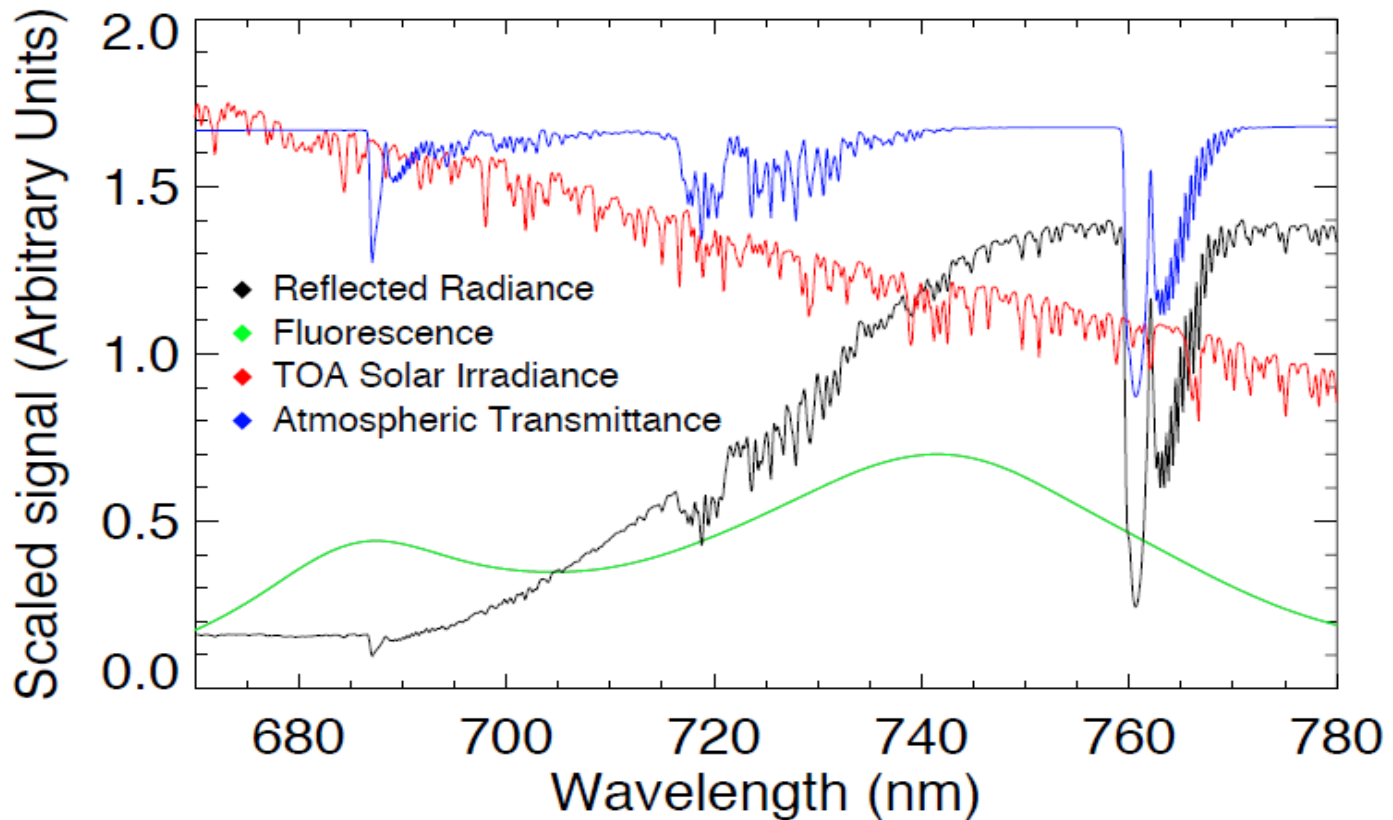 Scaled signal (Arbitrary Units)
2.0
1.5
1.0
0.5
0.0
Reflected Radiance
Fluorescence
TOA Solar Irradiance
Atmospheric Transmittance
680 700 720 740 760 780
Wavelength (nm)